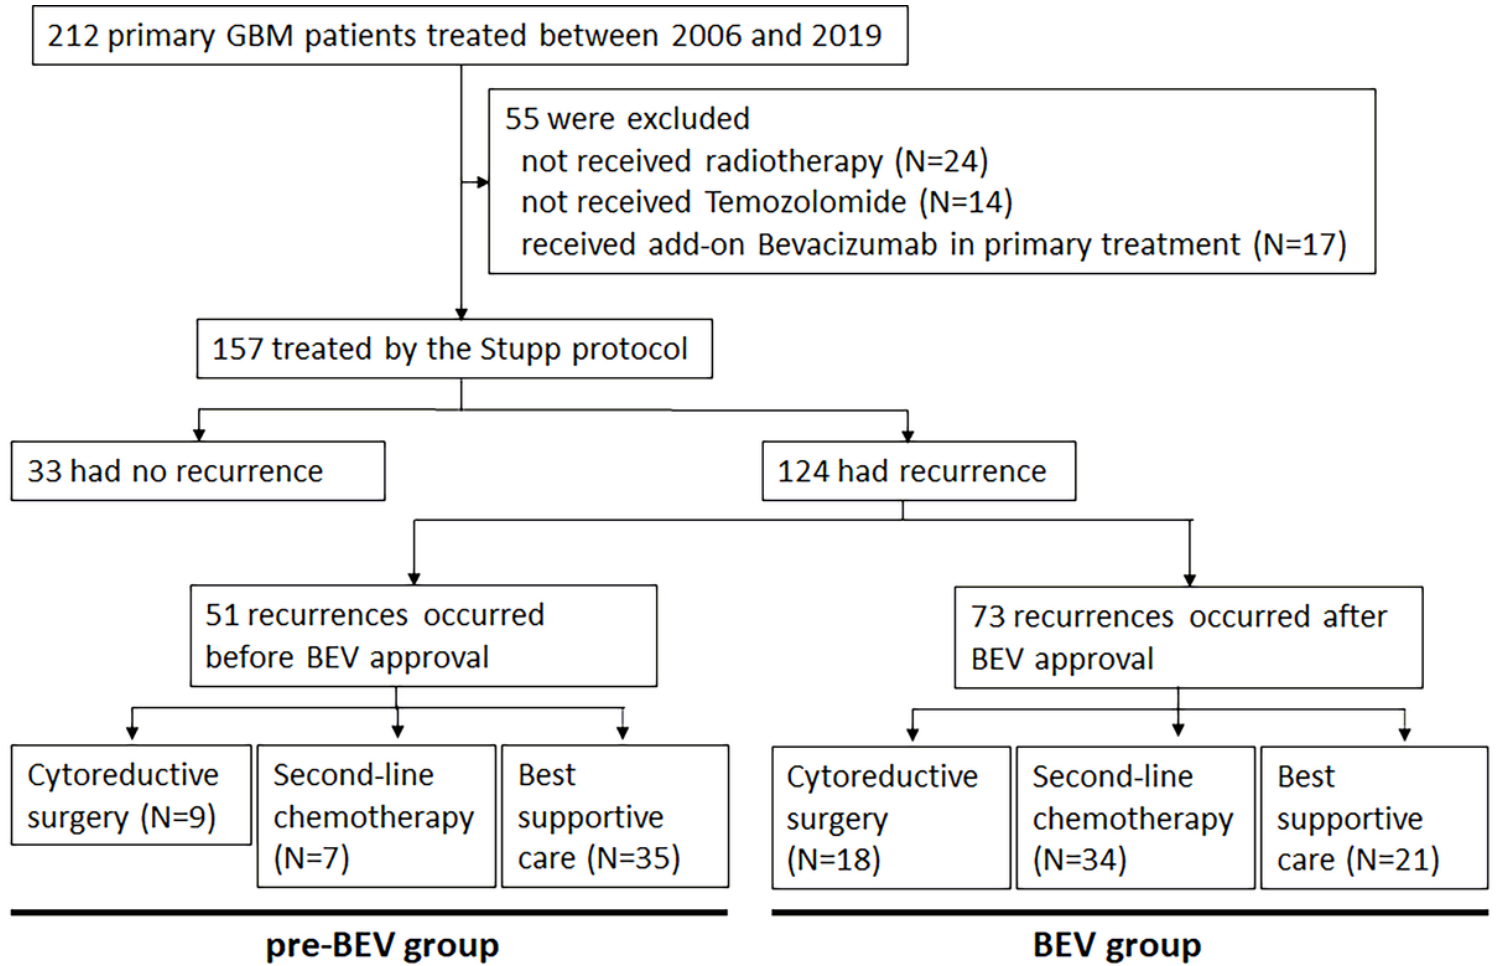 212 primary GBM patients treated between 2006 and 2019
55 were excluded
not received radiotherapy (N=24)
not received Temozolomide (N=14)
received add-on Bevacizumab in primary treatment (N=17)
157 treated by the Stupp protocol
33 had no recurrence
124 had recurrence
51 recurrences occurred
before BEV approval
73 recurrences occurred after
BEV approval
Cytoreductive
surgery (N=9)
Second-line
chemotherapy
(N=7)
Best
supportive
care (N=35)
Cytoreductive
surgery
(N=18)
Second-line
chemotherapy
(N=34)
Best
supportive
care (N=21)
pre-BEV group
BEV group